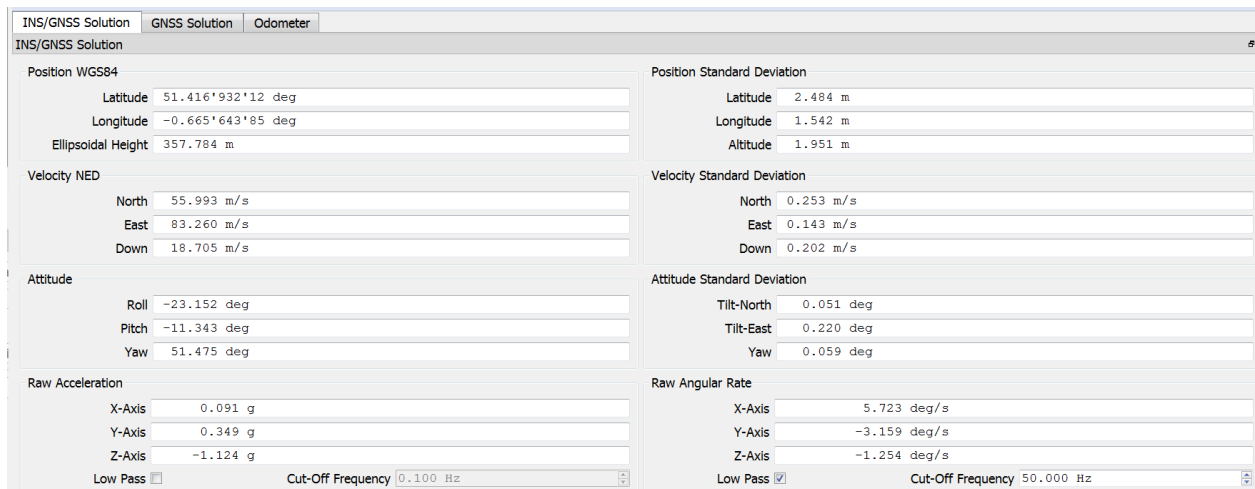 INS/GNSS Solution GNSS Solution Odometer
INS/GNSS Solution
Position WGS84
Latitude 51.416'932'12 deg
Longitude -0.665'643'85 deg
Ellipsoidal Height 357.784 m
Position Standard Deviation
Latitude 2.484 m
Longitude 1.542 m
Altitude 1.951 m
Velocity NED
North 55.993 m/s
East 83.260 m/s
Down 18.705 m/s
Velocity Standard Deviation
North 0.253 m/s
East 0.143 m/s
Down 0.202 m/s
Attitude
Roll -23.152 deg
Pitch -11.343 deg
Yaw 51.475 deg
Attitude Standard Deviation
Tilt-North 0.051 deg
Tilt-East 0.220 deg
Yaw 0.059 deg
Raw Acceleration
X-Axis 0.091 g
Y-Axis 0.349 g
Z-Axis -1.124 g
Low Pass Cut-Off Frequency 0.100 Hz
Raw Angular Rate
X-Axis 5.723 deg/s
Y-Axis -3.159 deg/s
Z-Axis -1.254 deg/s
Low Pass Cut-Off Frequency 50.000 Hz